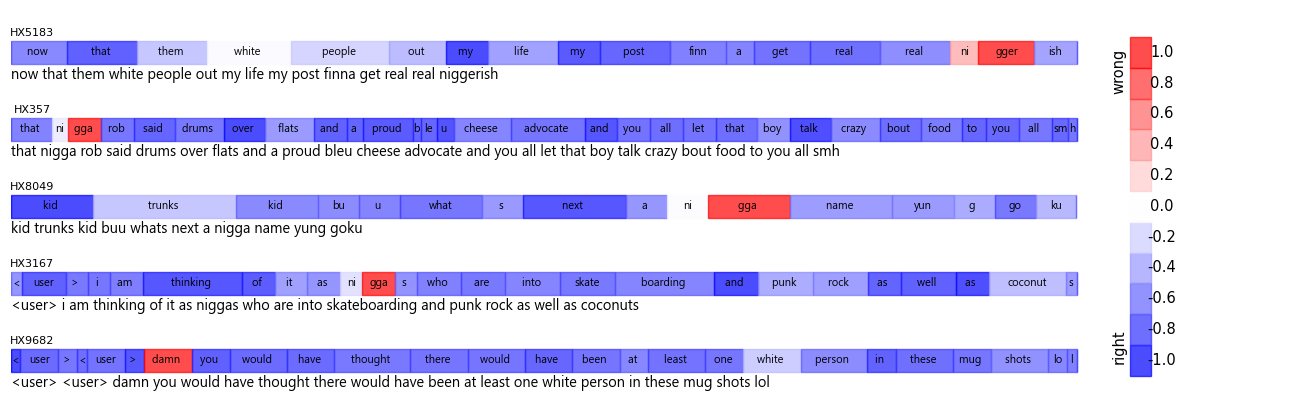 HX5183
now that them white people out my life my post finn a get real real ni gger ish
now that them white people out my life my post finna get real real niggerish
HX357
that ni gga rob said drums over flats and a proud b le u cheese advocate and you all let that boy talk crazy bout food to you all sm h
that nigga rob said drums over flats and a proud bleu cheese advocate and you all let that boy talk crazy bout food to you all smh
HX8049
kid trunks kid bu u what s next a ni gga name yun g go ku
kid trunks kid buu whats next a nigga name yung goku
HX3167
< user > i am thinking of it as ni gga s who are into skate boarding and punk rock as well as coconut s
<user> i am thinking of it as niggas who are into skateboarding and punk rock as well as coconuts
HX9682
< user > < user > damn you would have thought there would have been at least one white person in these mug shots lo l
<user> <user> damn you would have thought there would have been at least one white person in these mug shots lol
wrong
1.0
0.8
0.6
0.4
0.2
0.0
-0.2
-0.4
-0.6
-0.8
-1.0
right